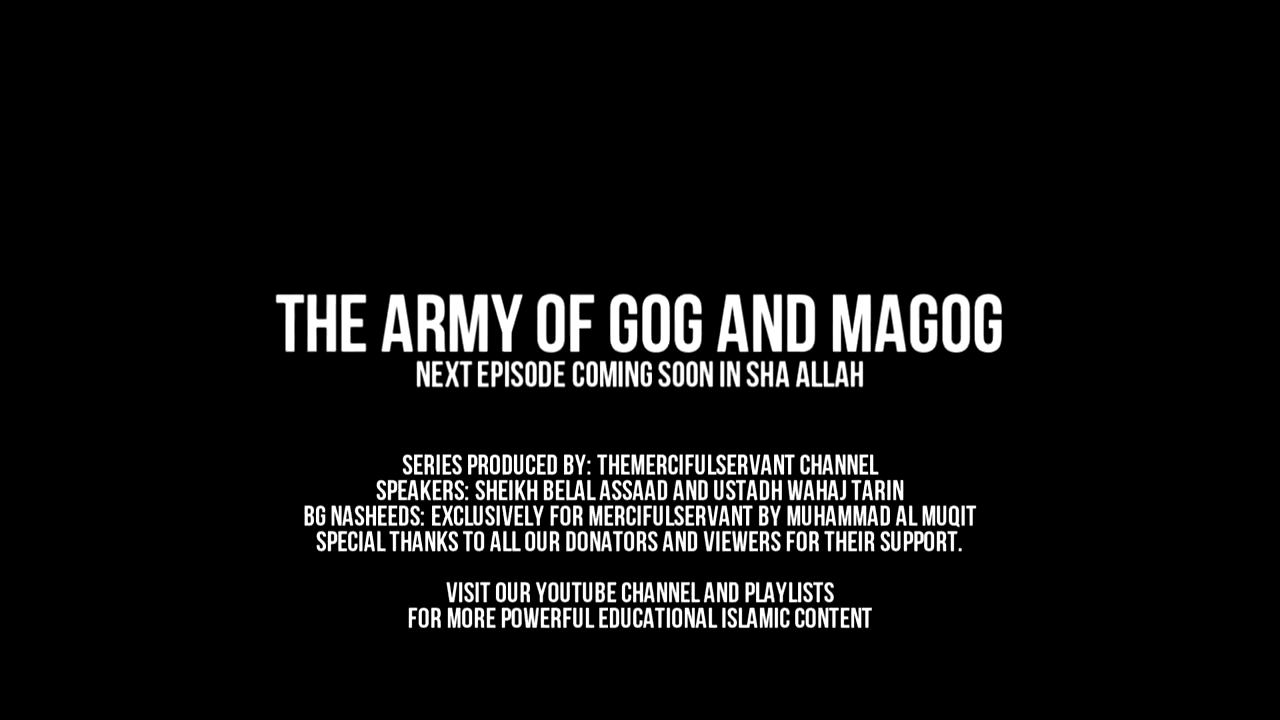 THE ARMY OF GOG AND MAGOG
NEXT EPISODE COMING SOON IN SHA ALLAH
SERIES PRODUCED BY: THEMERCIFULSERVANT CHANNEL
SPEAKERS: SHEIKH BELAL ASSAAD AND USTADH WAHAJ TARIN
BG NASHEEDS: EXCLUSIVELY FOR MERCIFULSERVANT BY MUHAMMAD AL MUQIT
SPECIAL THANKS TO ALL OUR DONATORS AND VIEWERS FOR THEIR SUPPORT.
VISIT OUR YOUTUBE CHANNEL AND PLAYLISTS
FOR MORE POWERFUL EDUCATIONAL ISLAMIC CONTENT